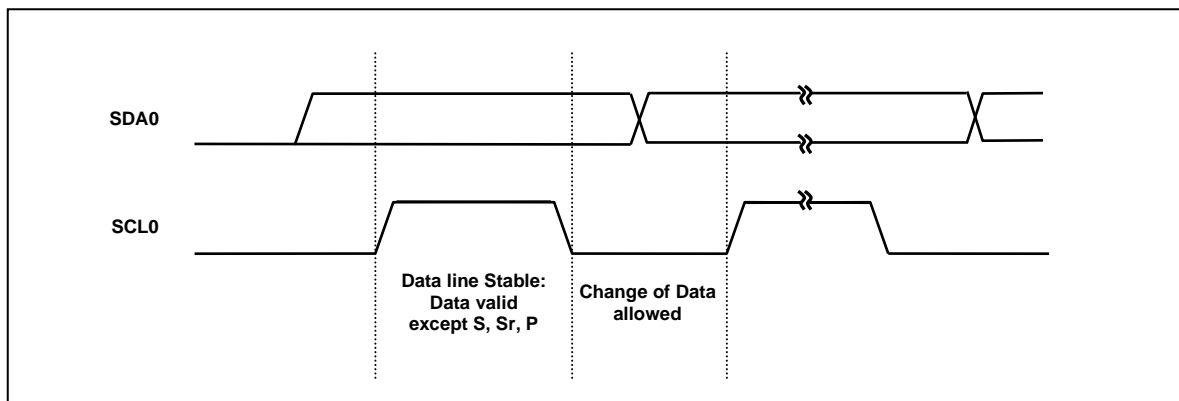 SDA0
SCL0
Data line Stable:
Data valid
except S, Sr, P
Change of Data
allowed